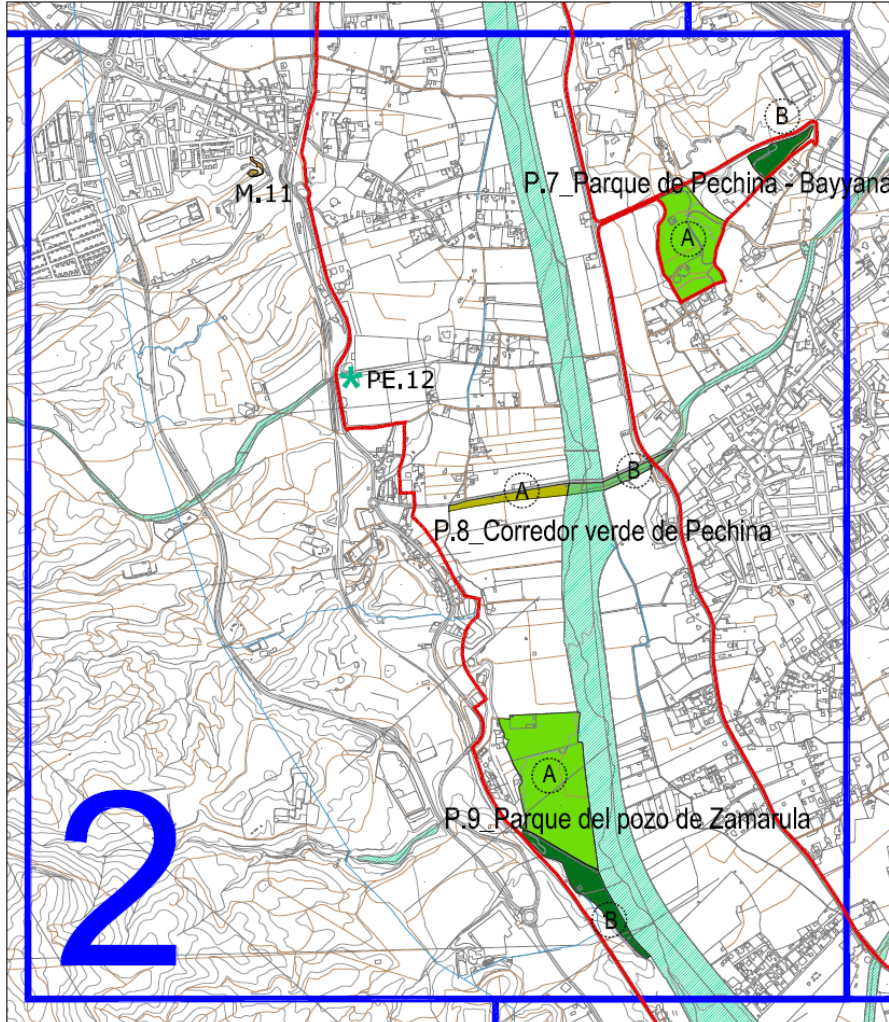 B
M.11
P.7_Parque de Pechina - Bayyana
A
PE.12
A
B
P.8_Corredor verde de Pechina
A
P.9_Parque del pozo de Zamarula
2
B